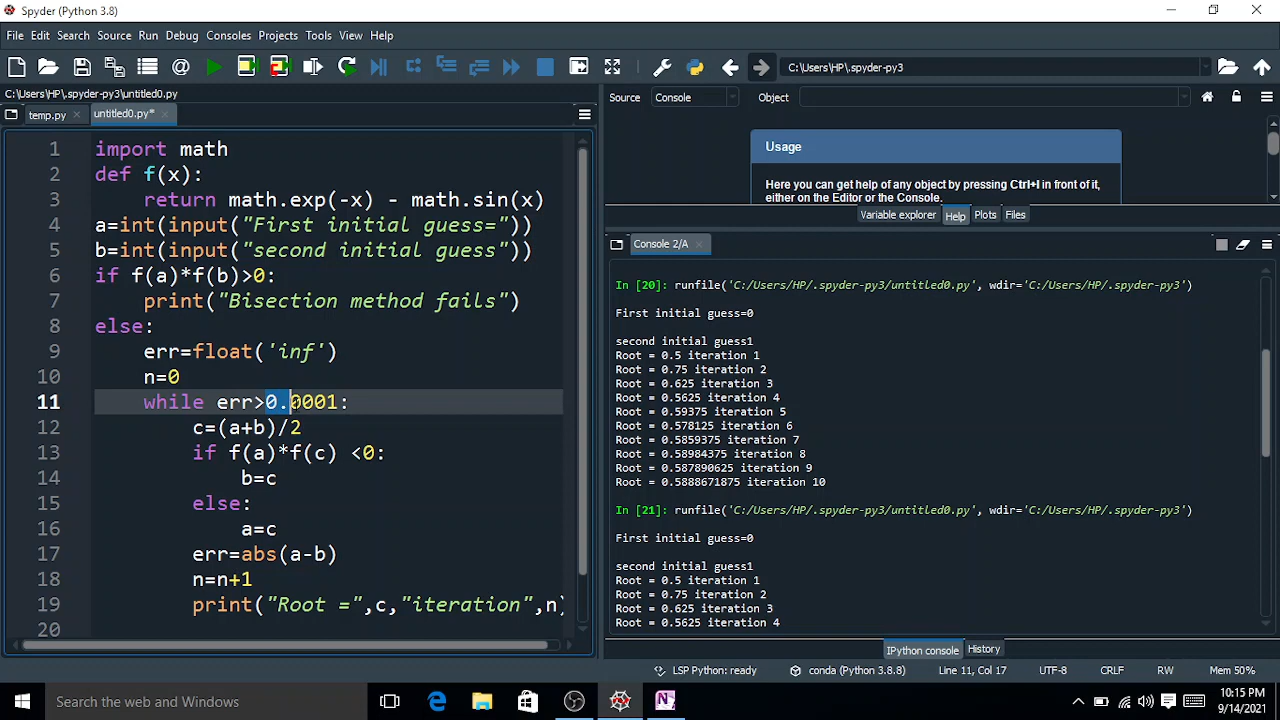 Spyder (Python 3.8)
File Edit Search Source Run Debug Consoles Projects Tools View Help
C:\Users\HP\.spyder-py3
C:\Users\HP\.spyder-py3\untitled0.py
temp.py
untitled0.py*
1 import math
2 def f(x):
3 return math.exp(-x) - math.sin(x)
4 a=int(input("First initial guess="))
5 b=int(input("second initial guess"))
6 if f(a)*f(b)>0:
7 print("Bisection method fails")
8 else:
9 err=float('inf')
10 n=0
11 while err>0.0001:
12 c=(a+b)/2
13 if f(a)*f(c) <0:
14 b=c
15 else:
16 a=c
17 err=abs(a-b)
18 n=n+1
19 print("Root =",c,"iteration",n)
20
Source Console Object
Usage
Here you can get help of any object by pressing Ctrl+I in front of it,
either on the Editor or the Console.
Variable explorer Help Plots Files
Console 2/A
In [20]: runfile('C:/Users/HP/.spyder-py3/untitled0.py', wdir='C:/Users/HP/.spyder-py3')
First initial guess=0
second initial guess1
Root = 0.5 iteration 1
Root = 0.75 iteration 2
Root = 0.625 iteration 3
Root = 0.5625 iteration 4
Root = 0.59375 iteration 5
Root = 0.578125 iteration 6
Root = 0.5859375 iteration 7
Root = 0.58984375 iteration 8
Root = 0.587890625 iteration 9
Root = 0.5888671875 iteration 10
In [21]: runfile('C:/Users/HP/.spyder-py3/untitled0.py', wdir='C:/Users/HP/.spyder-py3')
First initial guess=0
second initial guess1
Root = 0.5 iteration 1
Root = 0.75 iteration 2
Root = 0.625 iteration 3
Root = 0.5625 iteration 4
IPython console History
LSP Python: ready conda (Python 3.8.8) Line 11, Col 17 UTF-8 CRLF RW Mem 50%
Search the web and Windows
10:15 PM
9/14/2021